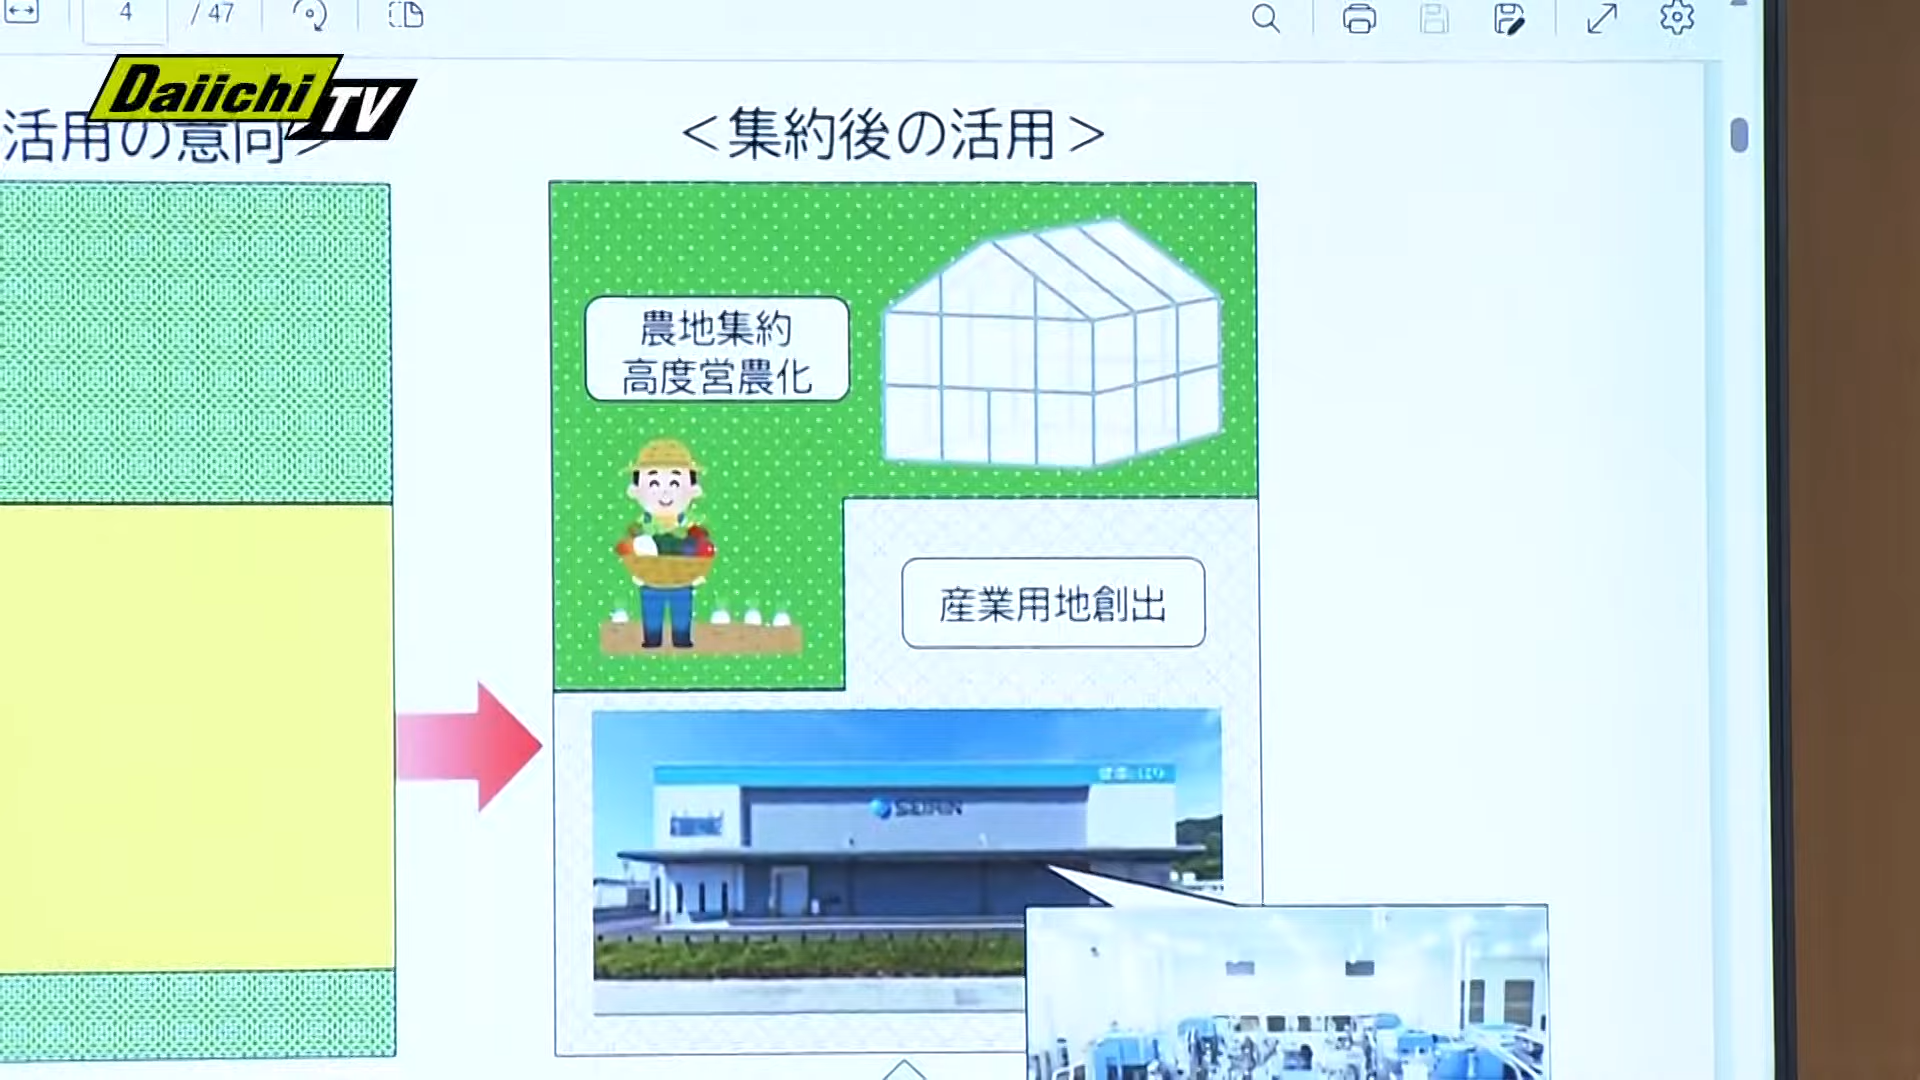 4 / 47
Daiichi TV
活用の意向＞
＜集約後の活用＞
農地集約
高度営農化
産業用地創出
SEIRIN